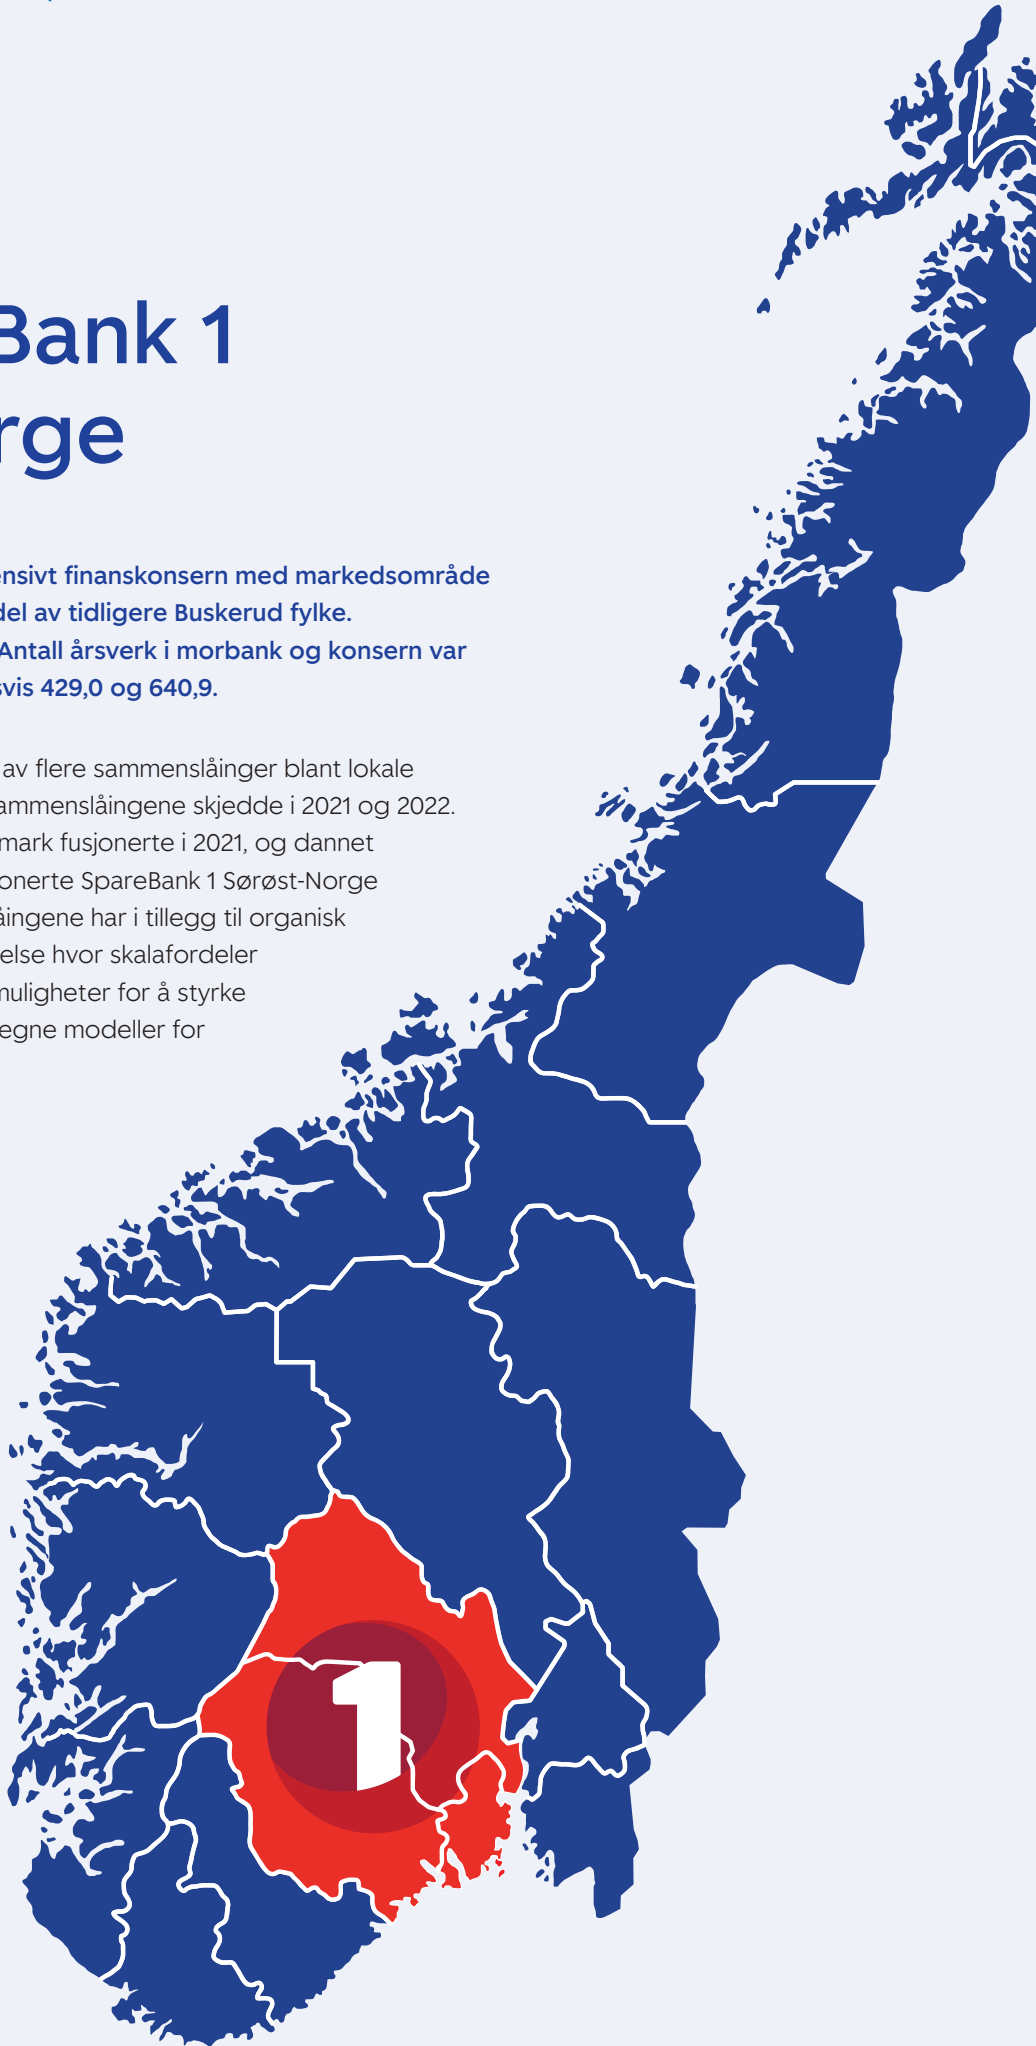 Bank 1
rge
ensivt finanskonsern med markedsområde
del av tidligere Buskerud fylke.
Antall årsverk i morbank og konsern var
svis 429,0 og 640,9.
av flere sammenslåinger blant lokale
ammenslåingene skjedde i 2021 og 2022.
mark fusjonerte i 2021, og dannet
onerte SpareBank 1 Sørøst-Norge
åingene har i tillegg til organisk
else hvor skalafordeler
muligheter for å styrke
egne modeller for
1